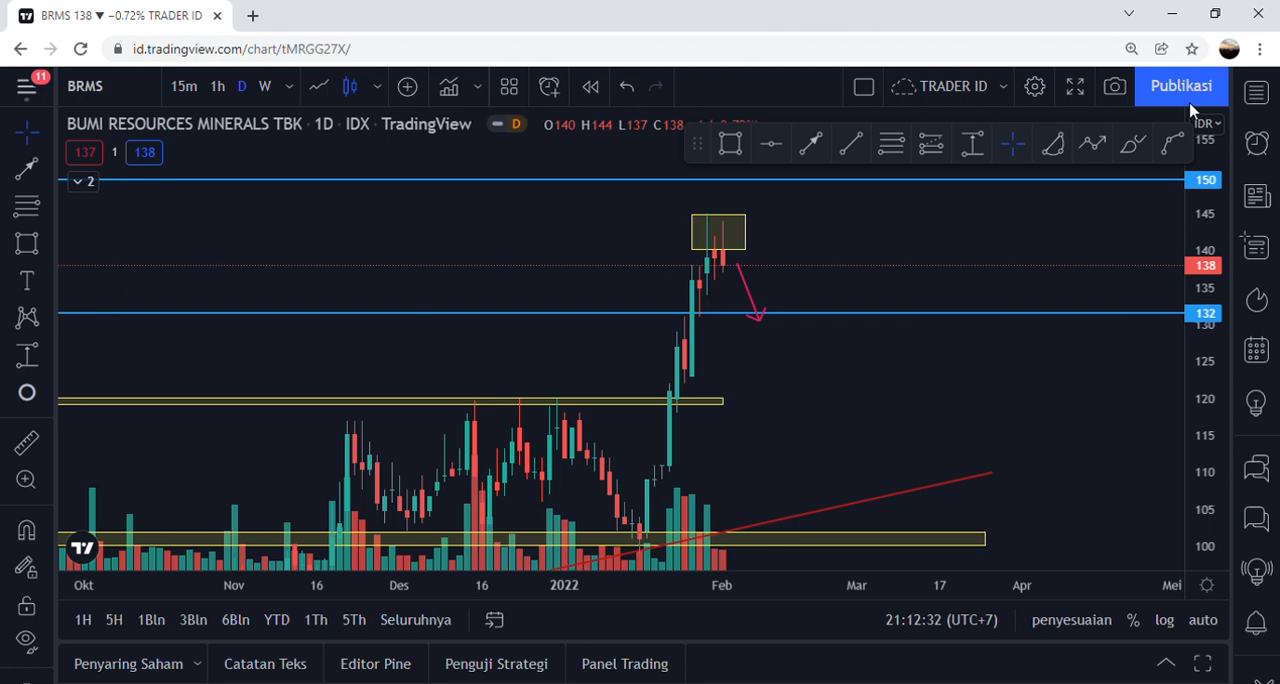 BRMS 138 ▼ −0.72% TRADER ID
id.tradingview.com/chart/tMRGG27X/
11
BRMS
15m 1h D W
TRADER ID
Publikasi
BUMI RESOURCES MINERALS TBK · 1D · IDX · TradingView
D
O140 H144 L137 C138
IDR
137 1 138
2
155
150
145
140
138
135
132
130
125
120
115
110
105
100
Okt Nov 16 Des 16 2022 Feb Mar 17 Apr Mei
1H 5H 1Bln 3Bln 6Bln YTD 1Th 5Th Seluruhnya
21:12:32 (UTC+7) penyesuaian % log auto
Penyaring Saham Catatan Teks Editor Pine Penguji Strategi Panel Trading